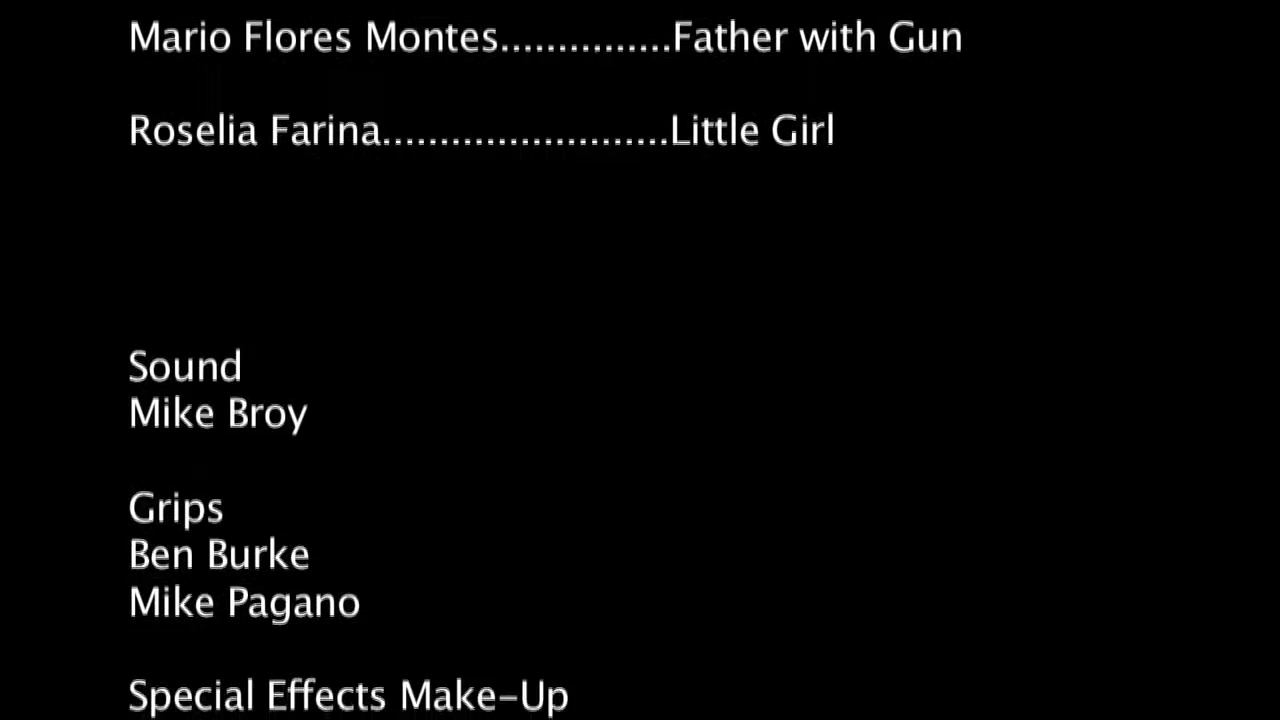 Mario Flores Montes...............Father with Gun
Roselia Farina.........................Little Girl
Sound
Mike Broy
Grips
Ben Burke
Mike Pagano
Special Effects Make-Up